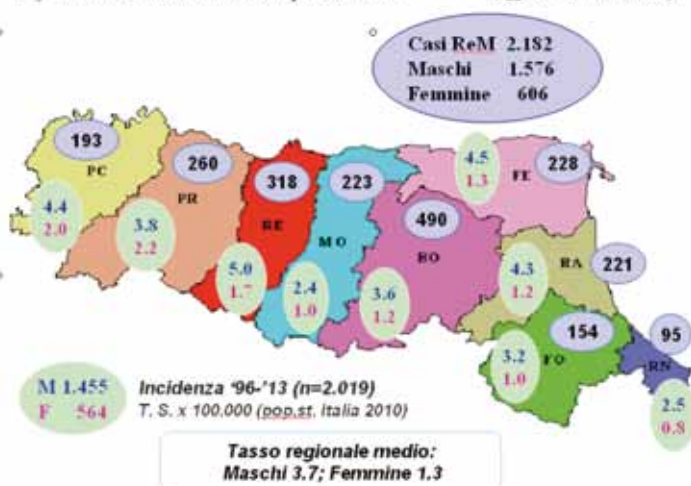 Casi ReM 2.182
Maschi 1.576
Femmine 606
193
PC
4.4
2.0
260
PR
3.8
2.2
318
RE
5.0
1.7
223
MO
2.4
1.0
490
BO
3.6
1.2
4.5
1.3
FE
228
4.3
1.2
RA
221
154
FO
3.2
1.0
95
RN
2.5
0.8
M 1.455
F 564
Incidenza '96-'13 (n=2.019)
T. S. x 100.000 (pop.st. Italia 2010)
Tasso regionale medio:
Maschi 3.7; Femmine 1.3